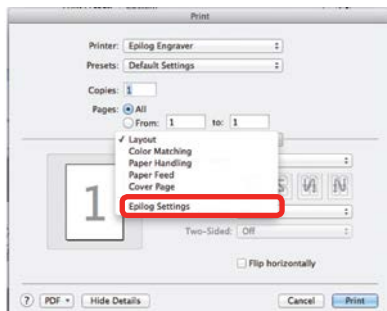 Print
Printer: Epilog Engraver
Presets: Default Settings
Copies: 1
Pages: All
From: 1 to: 1
✓ Layout
Color Matching
Paper Handling
Paper Feed
Cover Page
Epilog Settings
1
Two-Sided: Off
Flip horizontally
? PDF Hide Details Cancel Print